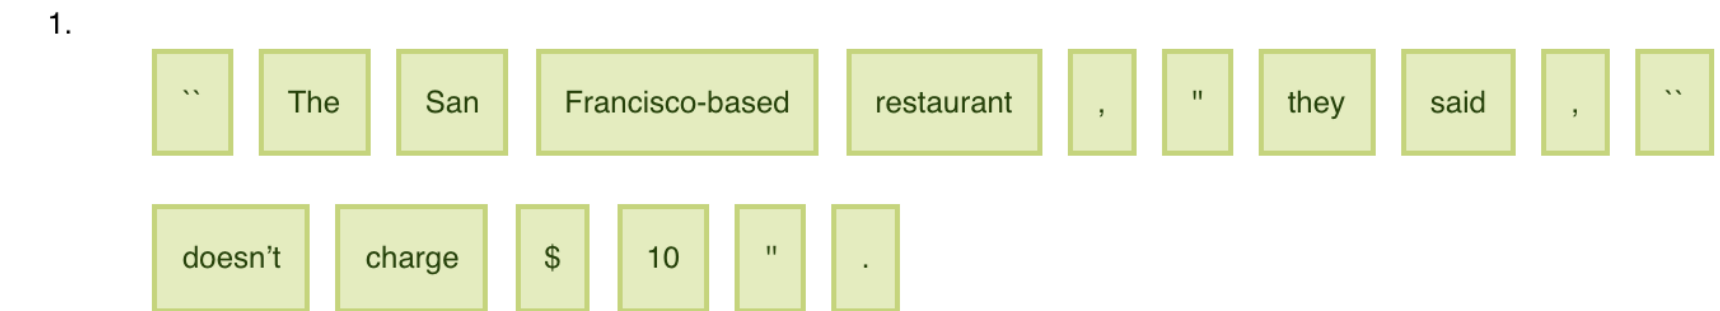 1.
`` The San Francisco-based restaurant , " they said , ``
doesn’t charge $ 10 " .